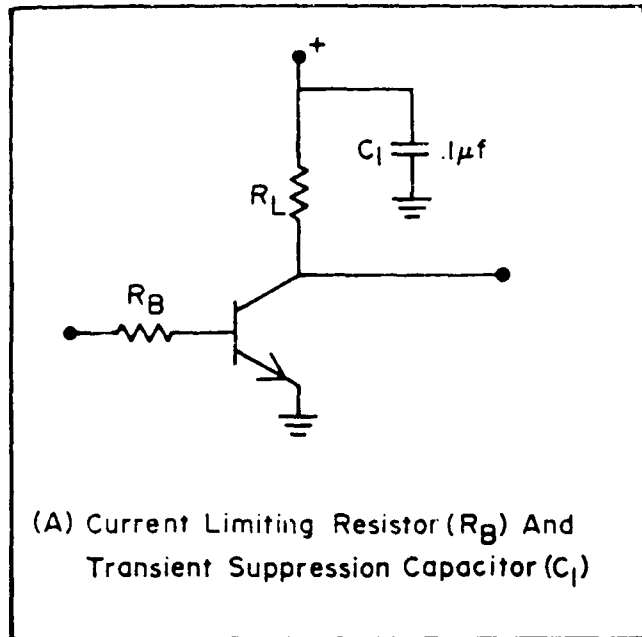 +
C1 .1μf
RL
RB
(A) Current Limiting Resistor (RB) And
Transient Suppression Capacitor (C1)